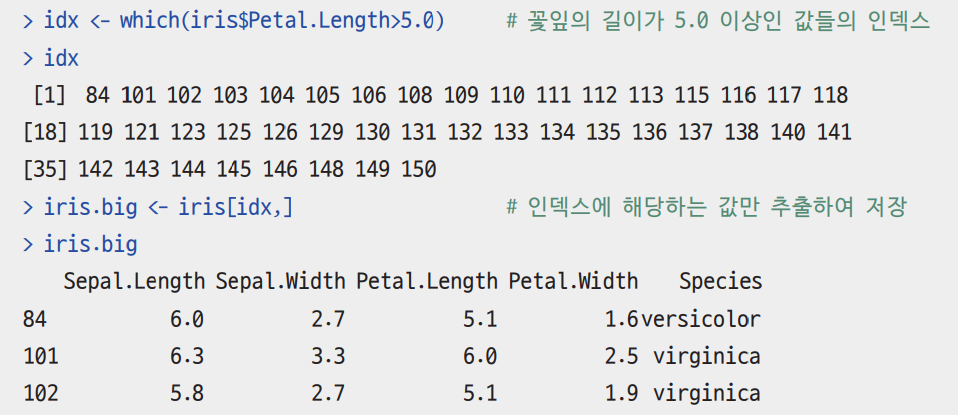 > idx <- which(iris$Petal.Length>5.0) # 꽃잎의 길이가 5.0 이상인 값들의 인덱스
> idx
[1] 84 101 102 103 104 105 106 108 109 110 111 112 113 115 116 117 118
[18] 119 121 123 125 126 129 130 131 132 133 134 135 136 137 138 140 141
[35] 142 143 144 145 146 148 149 150
> iris.big <- iris[idx,] # 인덱스에 해당하는 값만 추출하여 저장
> iris.big
Sepal.Length Sepal.Width Petal.Length Petal.Width Species
84 6.0 2.7 5.1 1.6versicolor
101 6.3 3.3 6.0 2.5 virginica
102 5.8 2.7 5.1 1.9 virginica